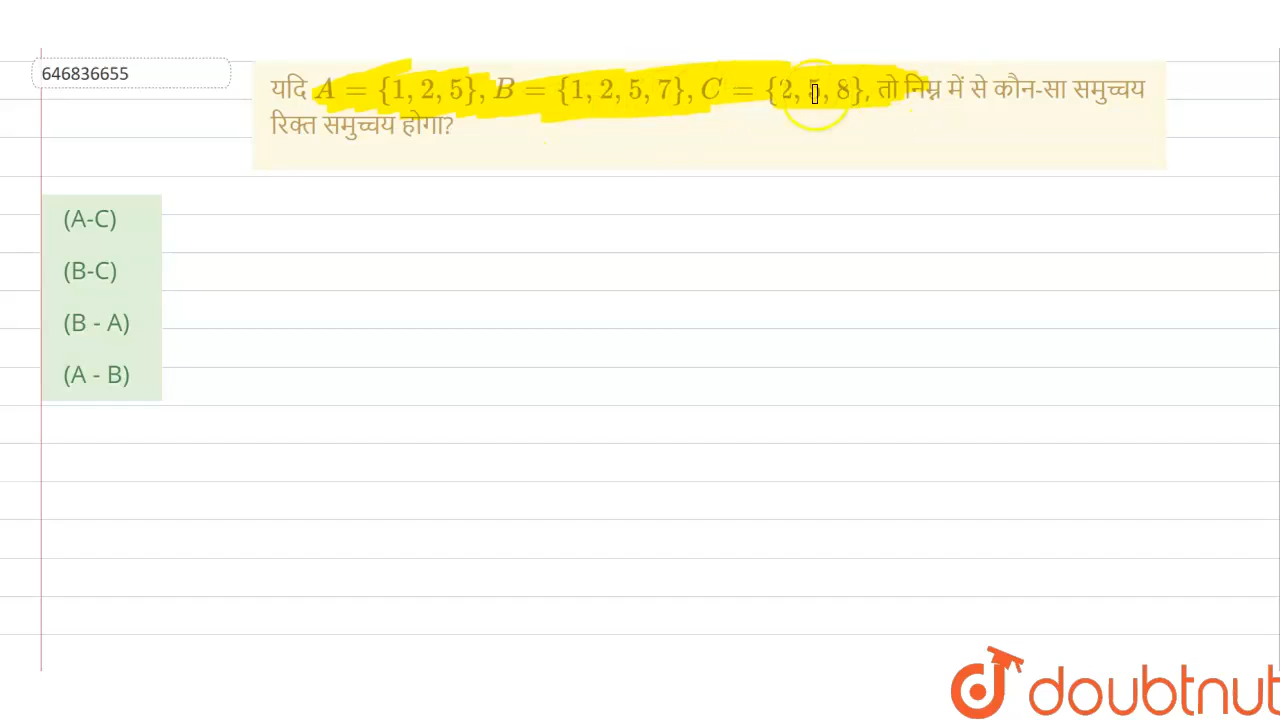 646836655
यदि A = {1, 2, 5}, B = {1, 2, 5, 7}, C = {2, 5, 8}, तो निम्न में से कौन-सा समुच्चय
रिक्त समुच्चय होगा?
(A-C)
(B-C)
(B - A)
(A - B)
doubtnut